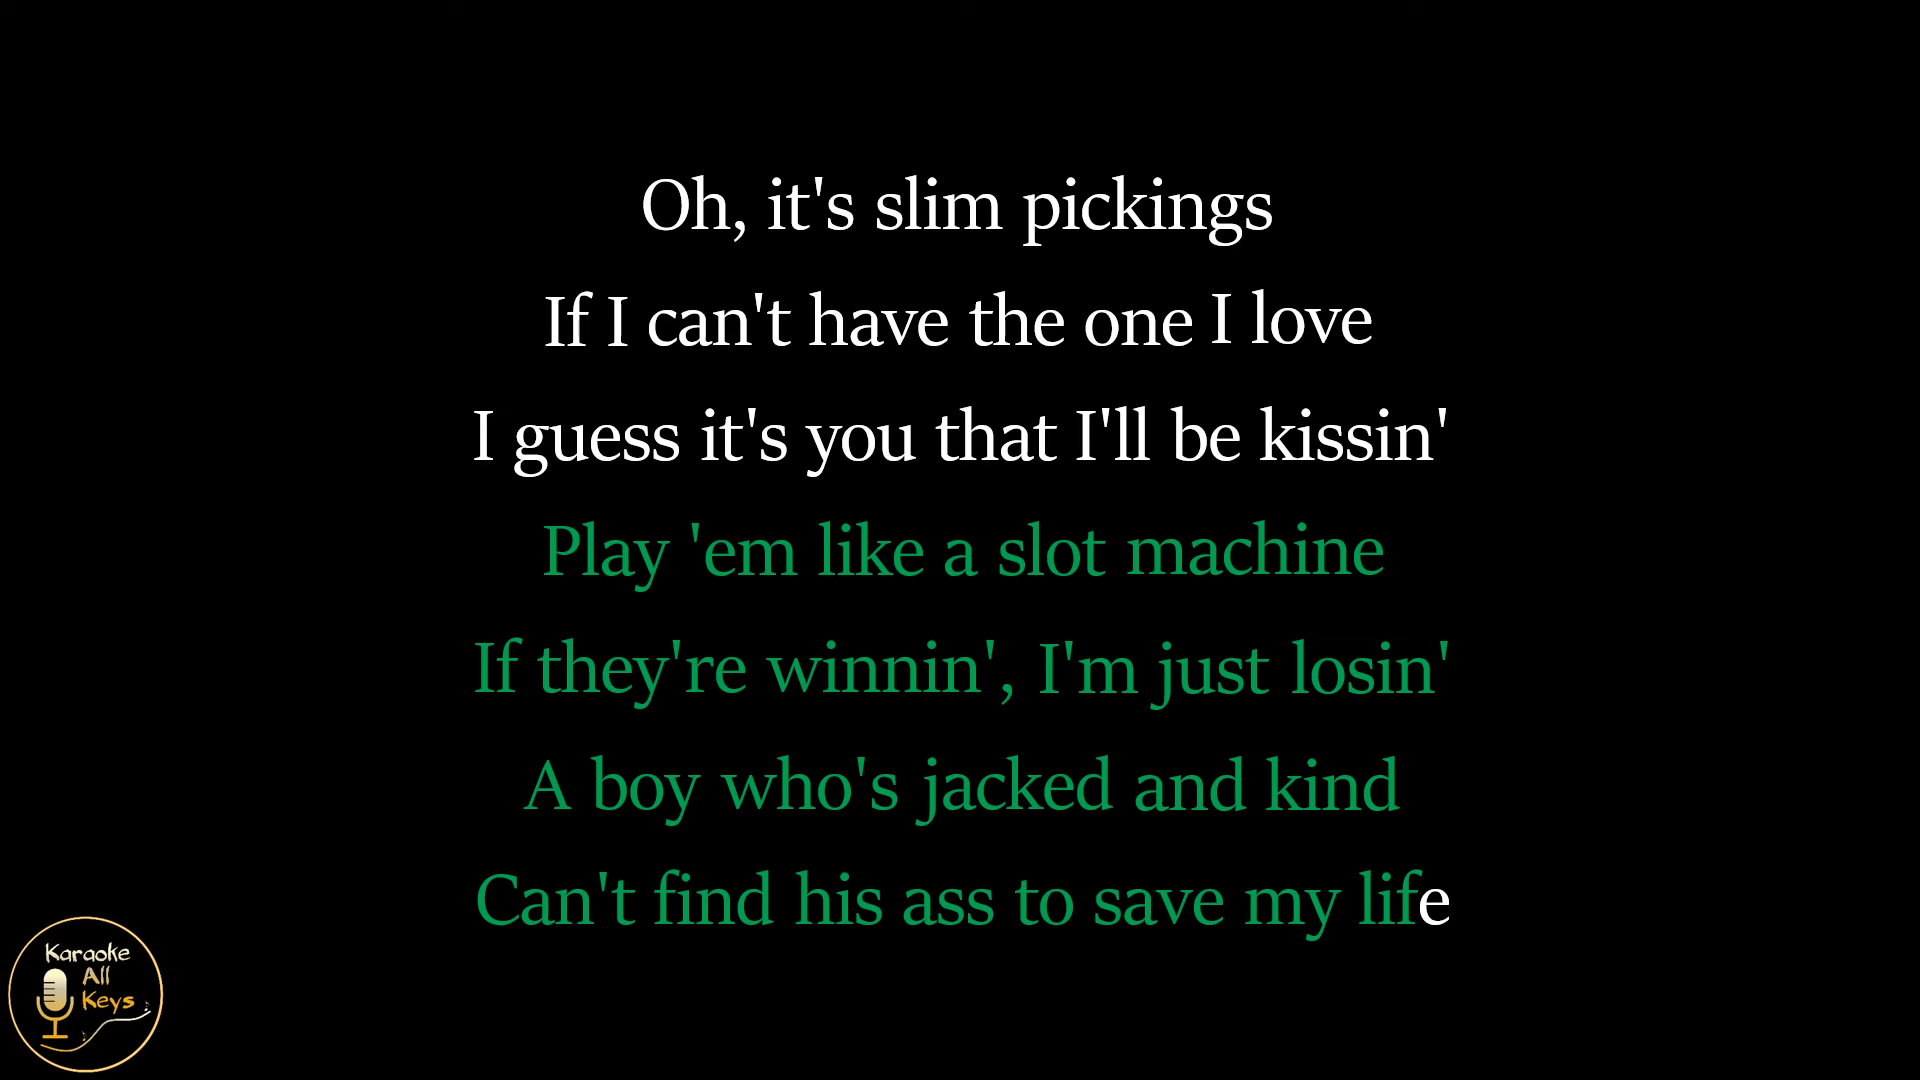 Oh, it's slim pickings
If I can't have the one I love
I guess it's you that I'll be kissin'
Play 'em like a slot machine
If they're winnin', I'm just losin'
A boy who's jacked and kind
Can't find his ass to save my life
Karaoke
All
Keys